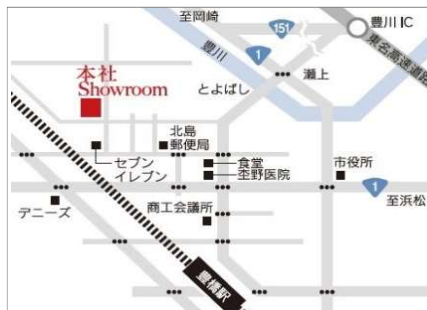 至岡崎
151
豊川IC
豊川
1
東名高速道路
本社
Showroom
瀬上
とよばし
北島
郵便局
セブン
イレブン
食堂
杢野医院
市役所
1
デニーズ
商工会議所
至浜松
豊橋駅